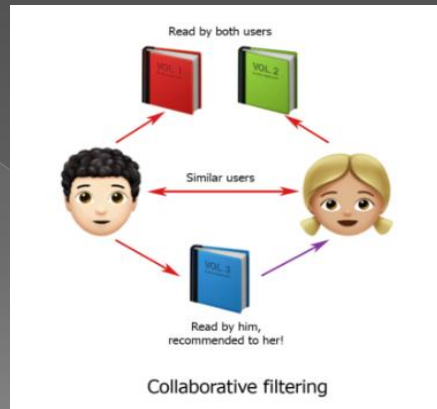 Read by both users
VOL. 1
VOL. 2
Similar users
VOL. 3
Read by him,
recommended to her!
Collaborative filtering